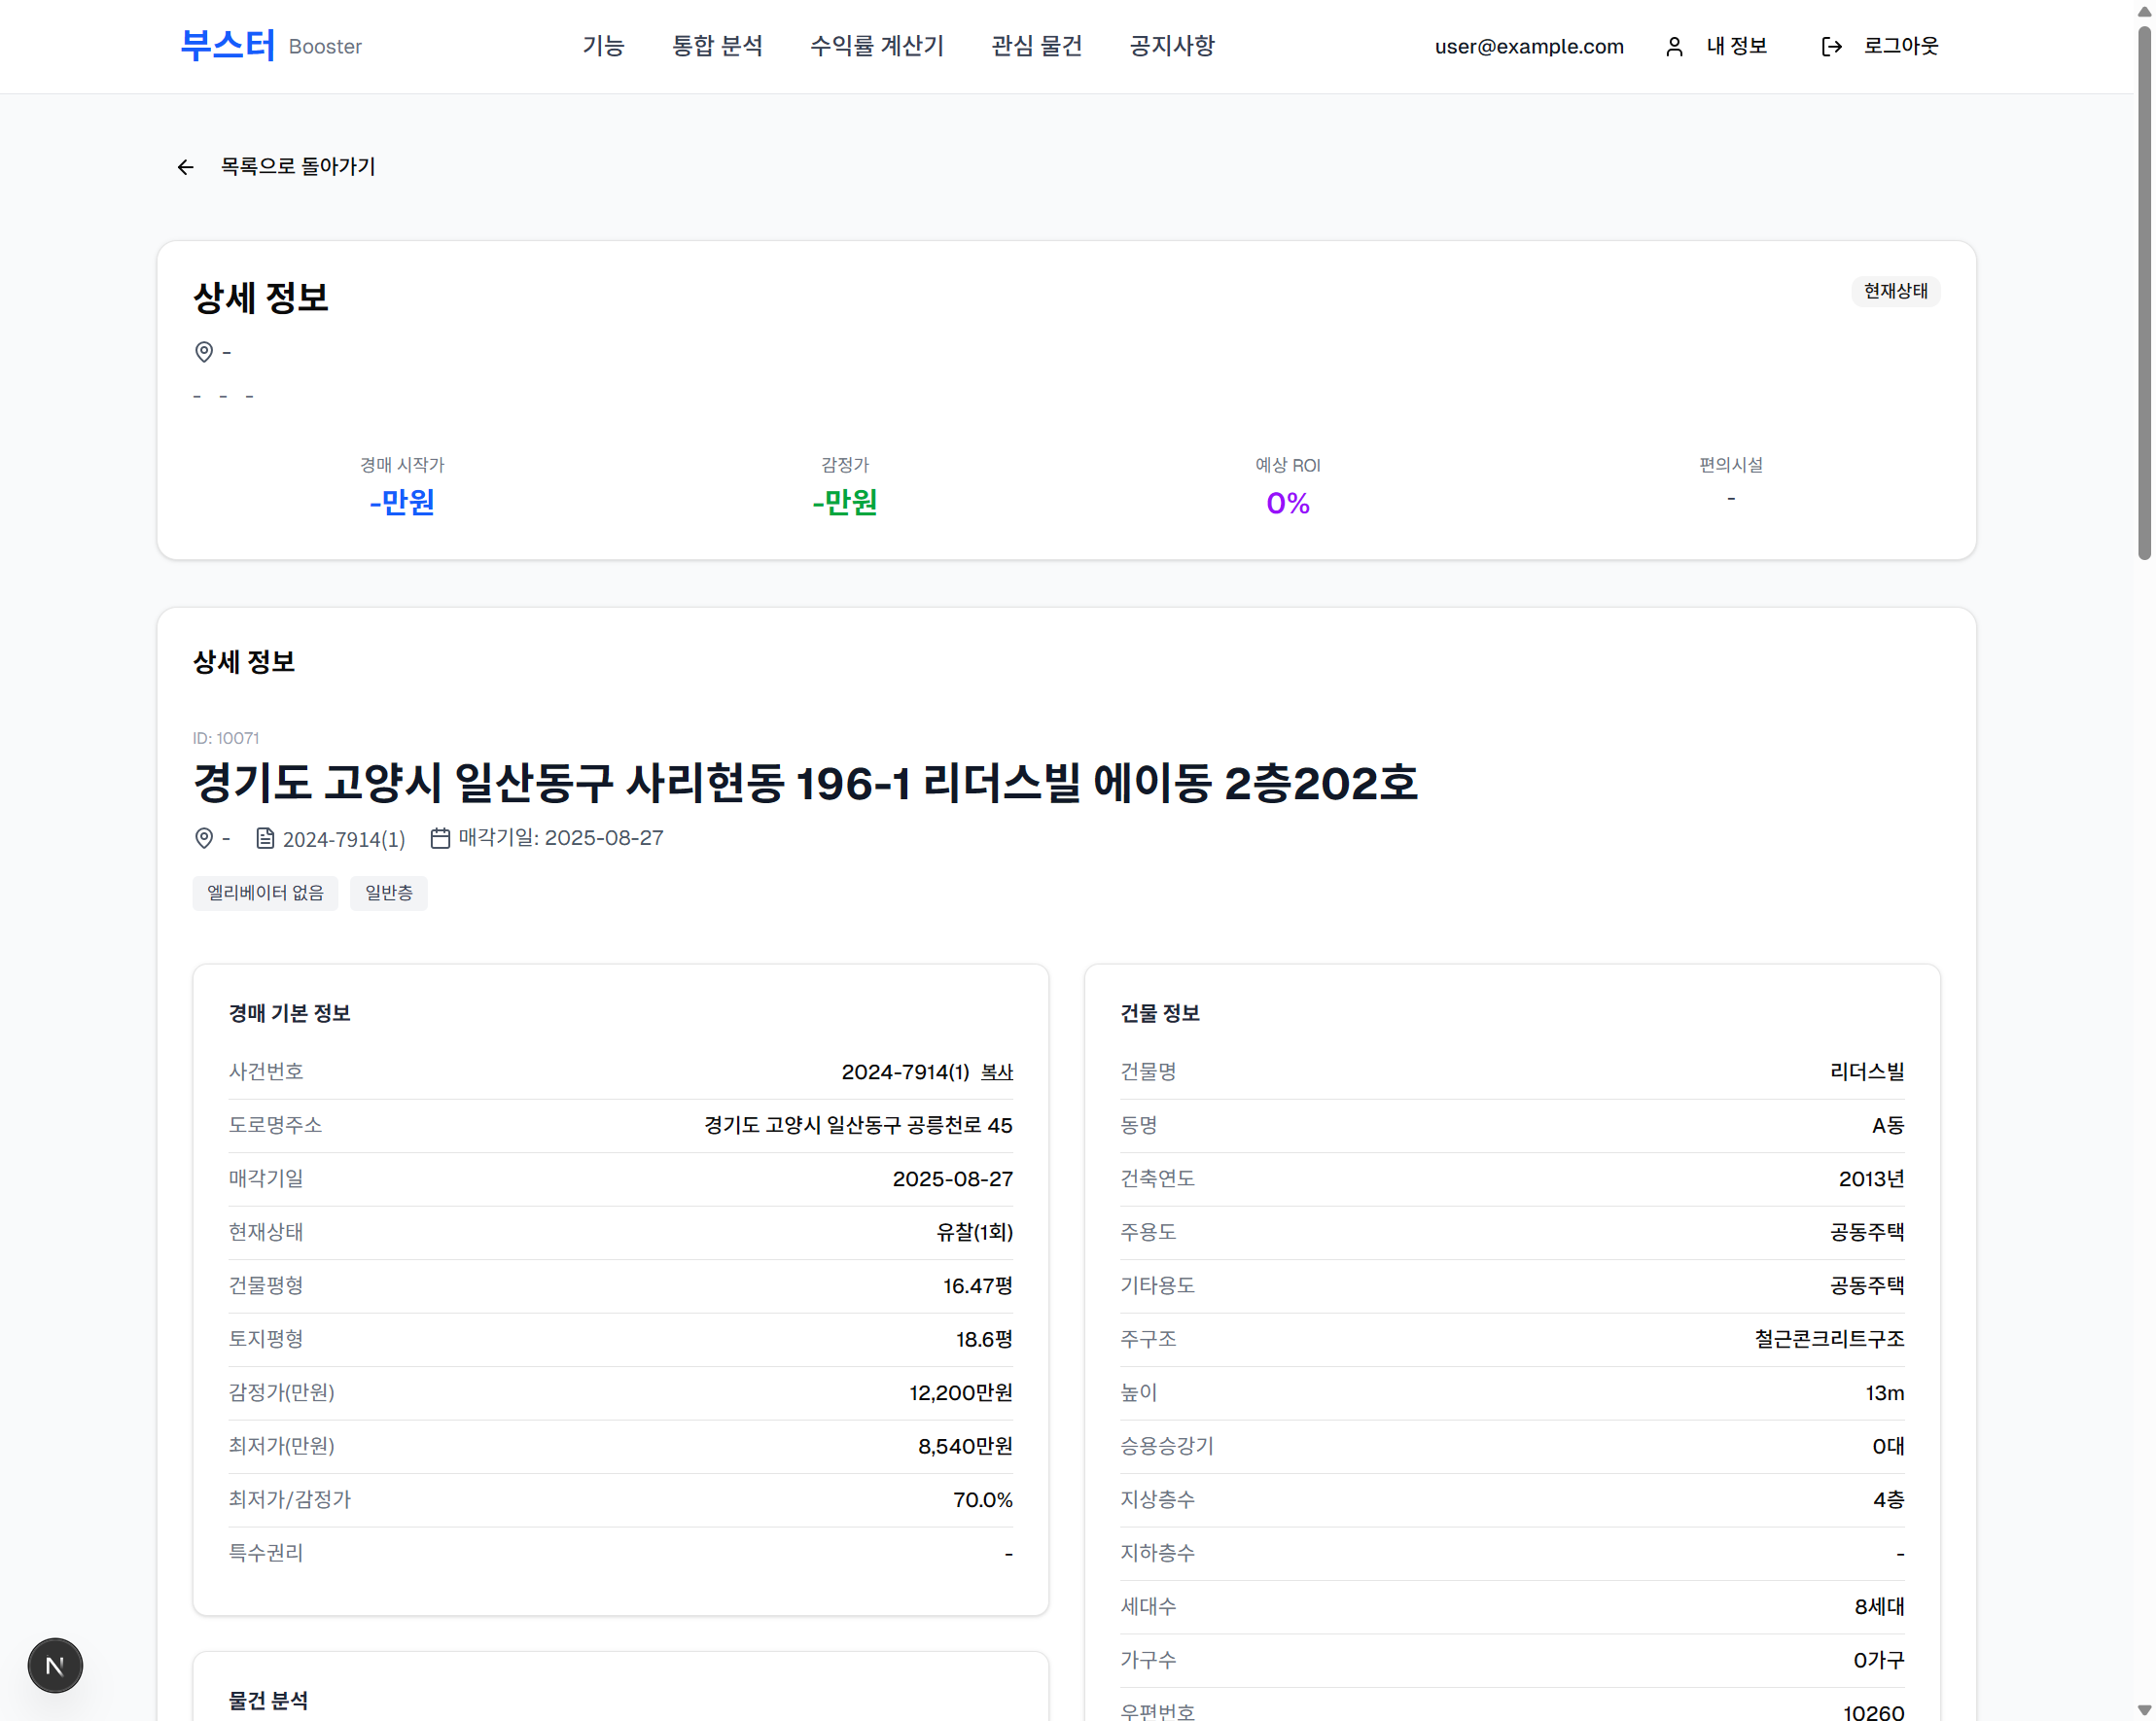 부스터 Booster 기능 통합 분석 수익률 계산기 관심 물건 공지사항 user@example.com 내 정보 로그아웃
목록으로 돌아가기
상세 정보
현재상태
-
- - -
경매 시작가 감정가 예상 ROI 편의시설
-만원 -만원 0% -
상세 정보
ID: 10071
경기도 고양시 일산동구 사리현동 196-1 리더스빌 에이동 2층202호
- 2024-7914(1) 매각기일: 2025-08-27
엘리베이터 없음 일반층
경매 기본 정보
사건번호 2024-7914(1) 복사
도로명주소 경기도 고양시 일산동구 공릉천로 45
매각기일 2025-08-27
현재상태 유찰(1회)
건물평형 16.47평
토지평형 18.6평
감정가(만원) 12,200만원
최저가(만원) 8,540만원
최저가/감정가 70.0%
특수권리 -
물건 분석
건물 정보
건물명 리더스빌
동명 A동
건축연도 2013년
주용도 공동주택
기타용도 공동주택
주구조 철근콘크리트구조
높이 13m
승용승강기 0대
지상층수 4층
지하층수 -
세대수 8세대
가구수 0가구
우편번호 10260
N